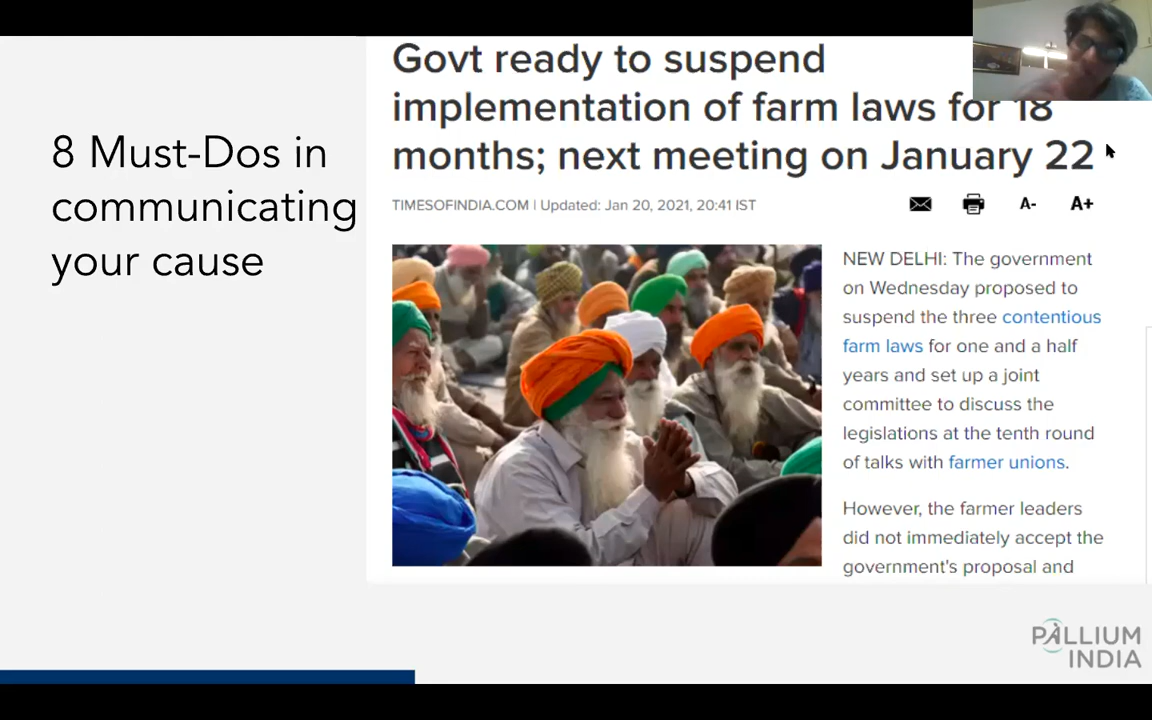 8 Must-Dos in
communicating
your cause
Govt ready to suspend
implementation of farm laws for 18
months; next meeting on January 22
TIMESOFINDIA.COM | Updated: Jan 20, 2021, 20:41 IST
A- A+
NEW DELHI: The government
on Wednesday proposed to
suspend the three contentious
farm laws for one and a half
years and set up a joint
committee to discuss the
legislations at the tenth round
of talks with farmer unions.
However, the farmer leaders
did not immediately accept the
government's proposal and
PALLIUM
INDIA